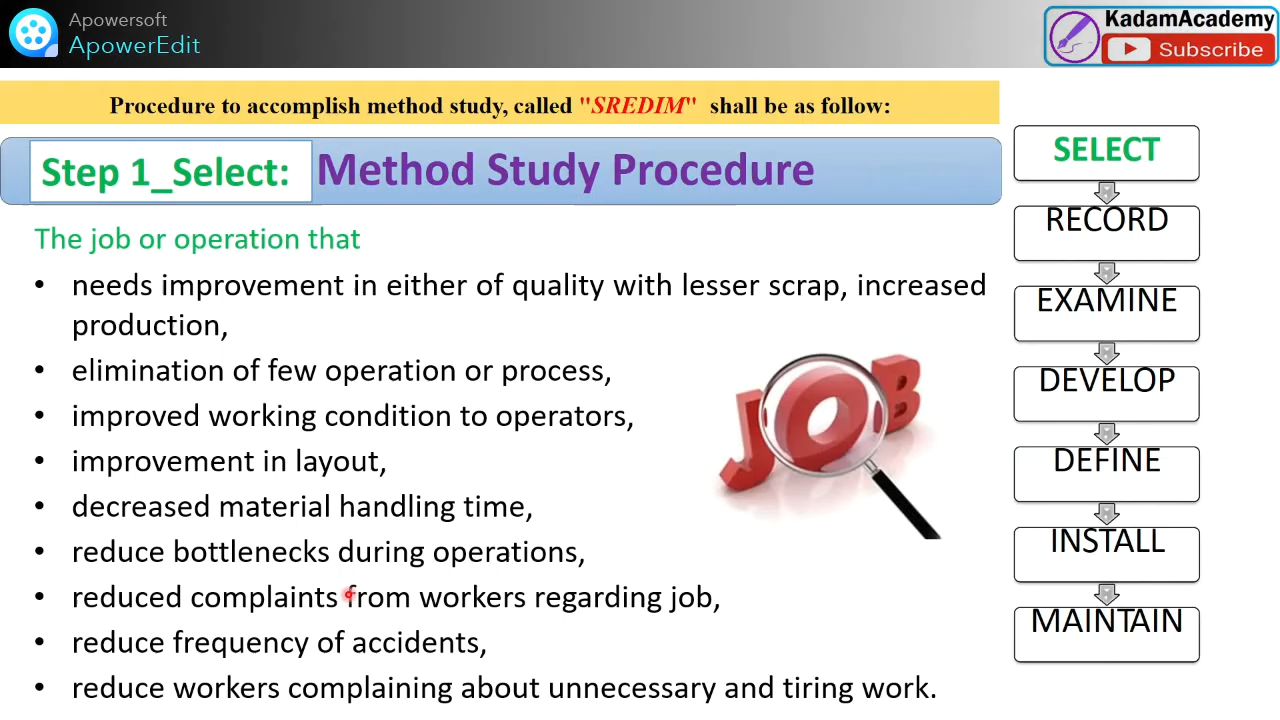 Apowersoft
ApowerEdit
KadamAcademy
Subscribe
Procedure to accomplish method study, called "SREDIM" shall be as follow:
Step 1_Select: Method Study Procedure
The job or operation that
• needs improvement in either of quality with lesser scrap, increased
production,
• elimination of few operation or process,
• improved working condition to operators,
• improvement in layout,
• decreased material handling time,
• reduce bottlenecks during operations,
• reduced complaints from workers regarding job,
• reduce frequency of accidents,
• reduce workers complaining about unnecessary and tiring work.
JOB
SELECT
RECORD
EXAMINE
DEVELOP
DEFINE
INSTALL
MAINTAIN